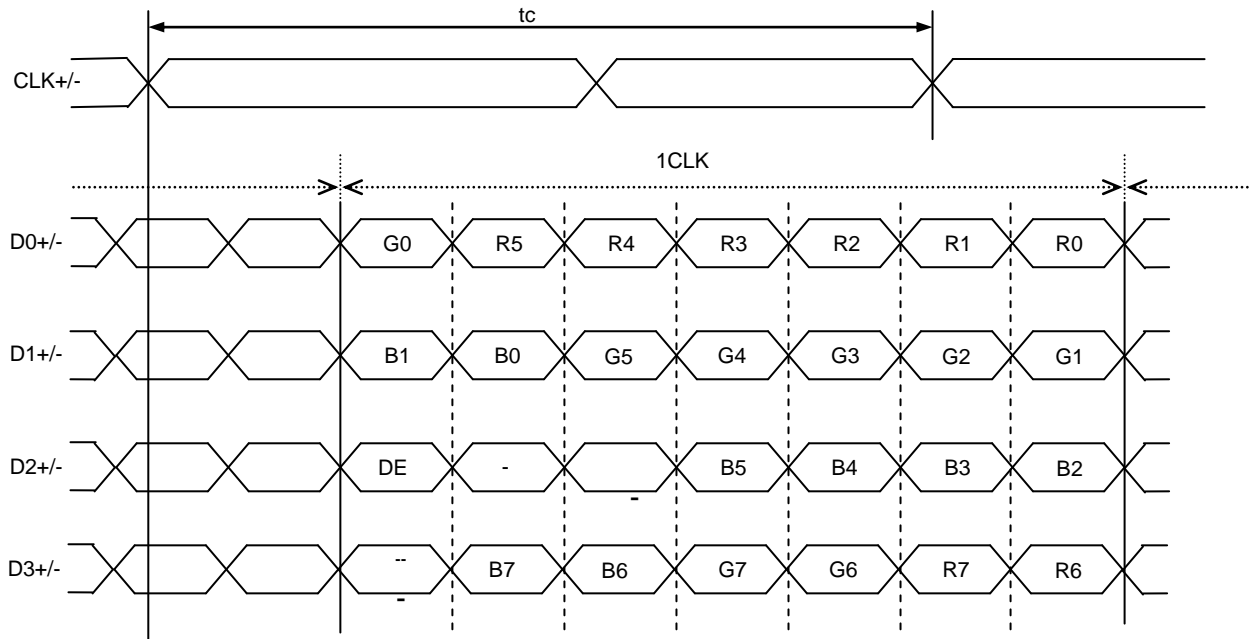 tc
CLK+/-
1CLK
D0+/- G0 R5 R4 R3 R2 R1 R0
D1+/- B1 B0 G5 G4 G3 G2 G1
D2+/- DE - - B5 B4 B3 B2
D3+/- -- - B7 B6 G7 G6 R7 R6